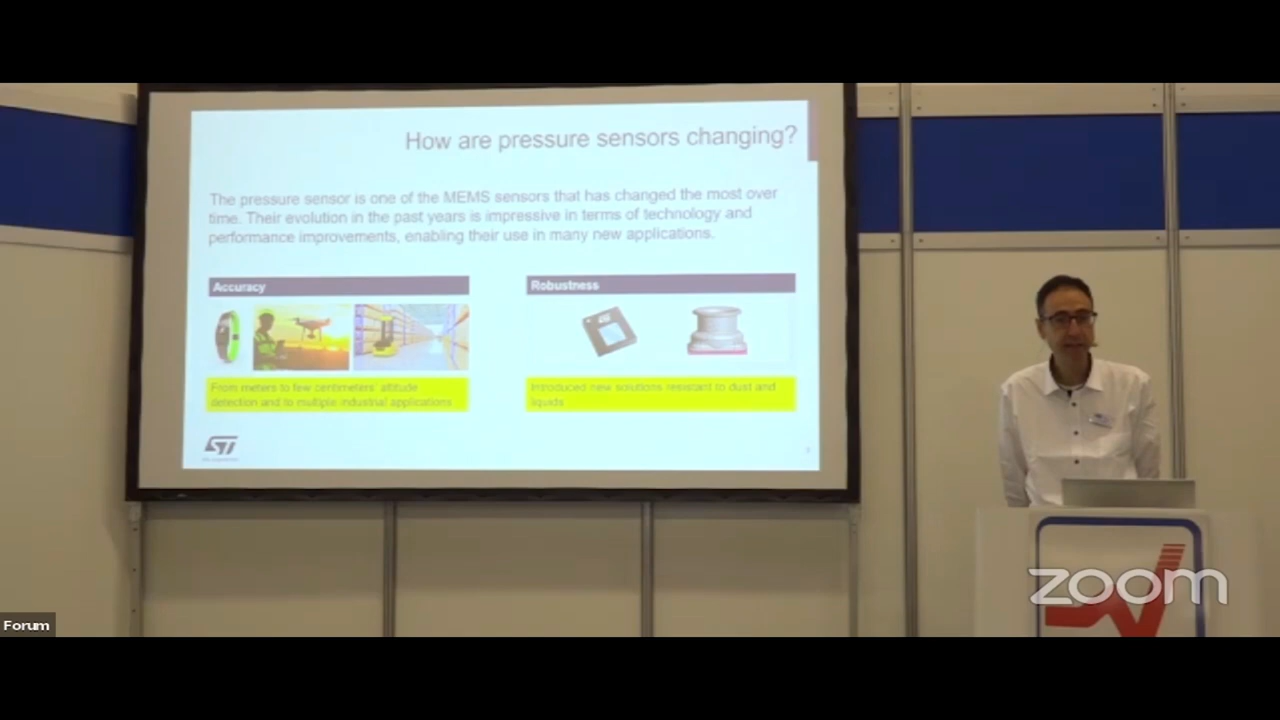 How are pressure sensors changing?
The pressure sensor is one of the MEMS sensors that has changed the most over
time. Their evolution in the past years is impressive in terms of technology and
performance improvements, enabling their use in many new applications.
Accuracy
Robustness
From meters to few centimeters' altitude
detection and to multiple industrial applications
Introduced new solutions resistant to dust and
liquids
ST
zoom
Forum